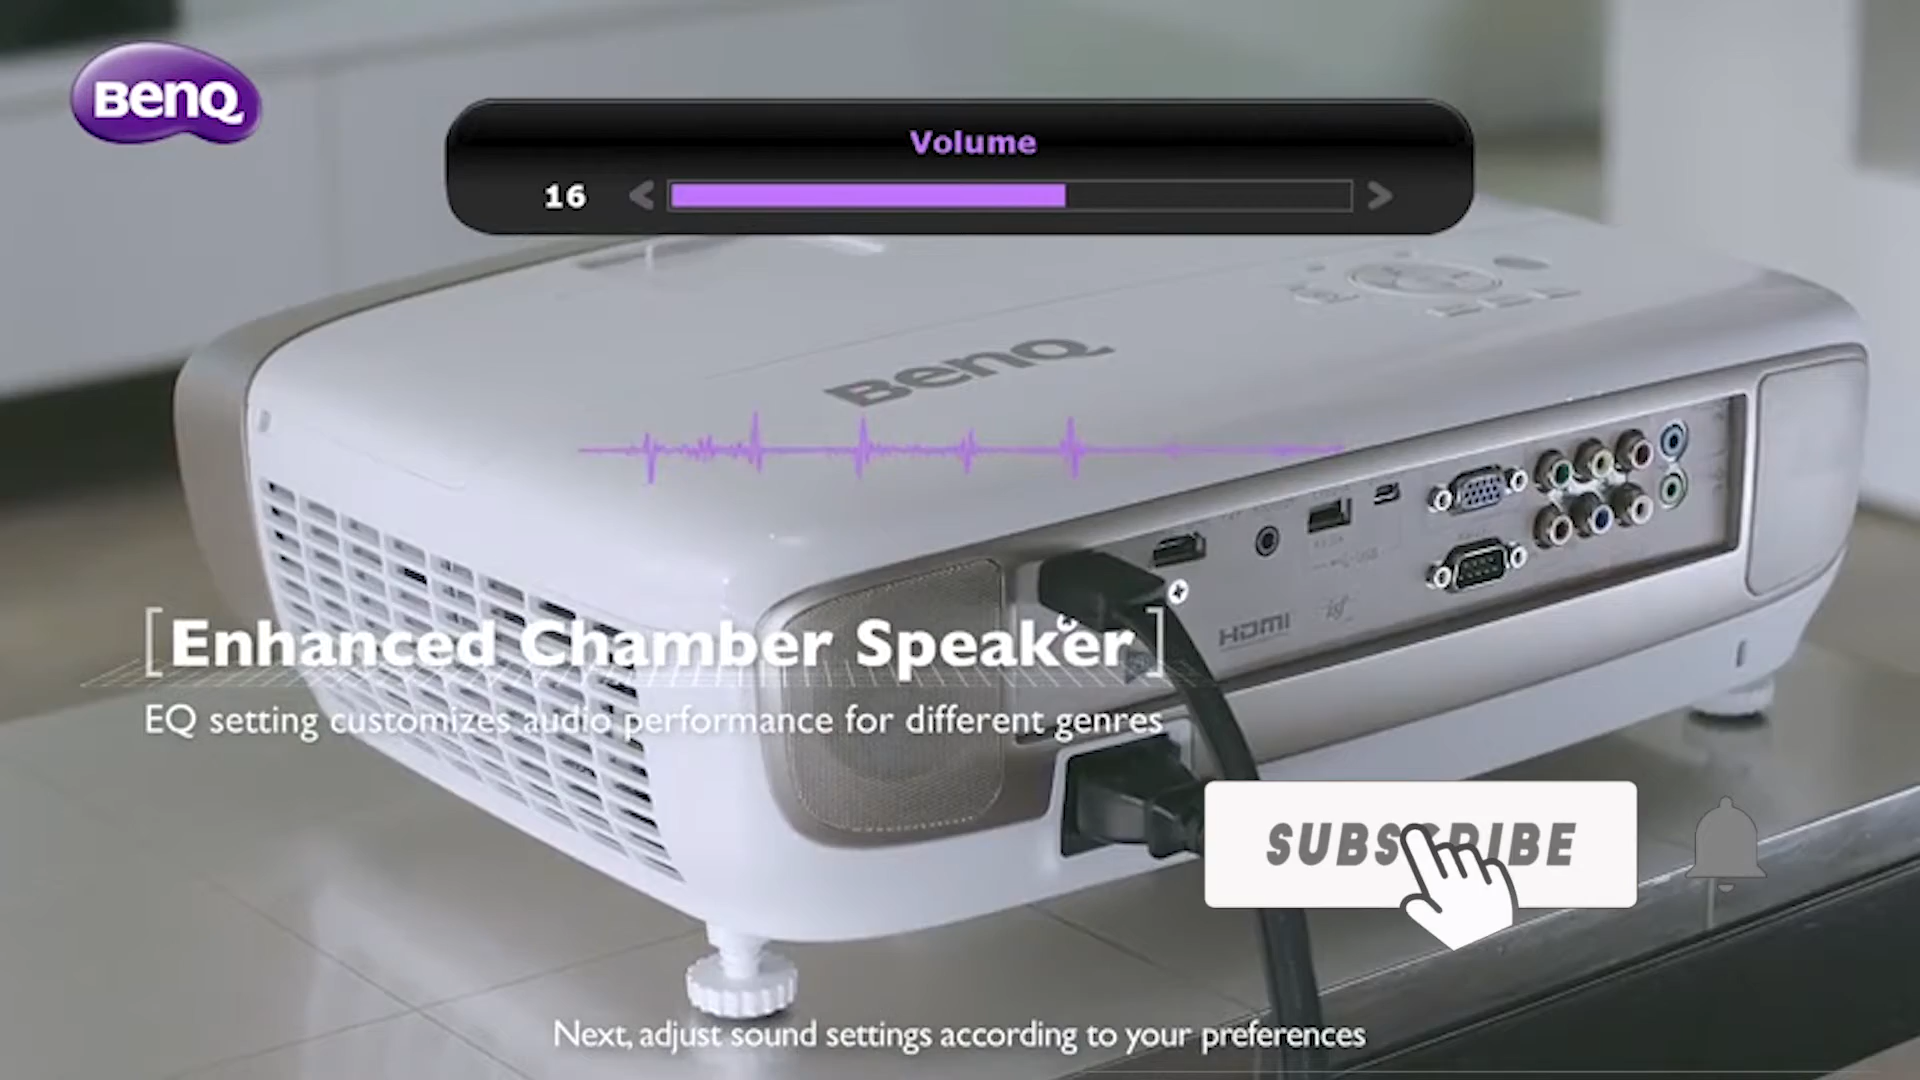 BenQ
Volume
16
BenQ
HDMI
isf
[Enhanced Chamber Speaker]
EQ setting customizes audio performance for different genres
SUBSCRIBE
Next, adjust sound settings according to your preferences